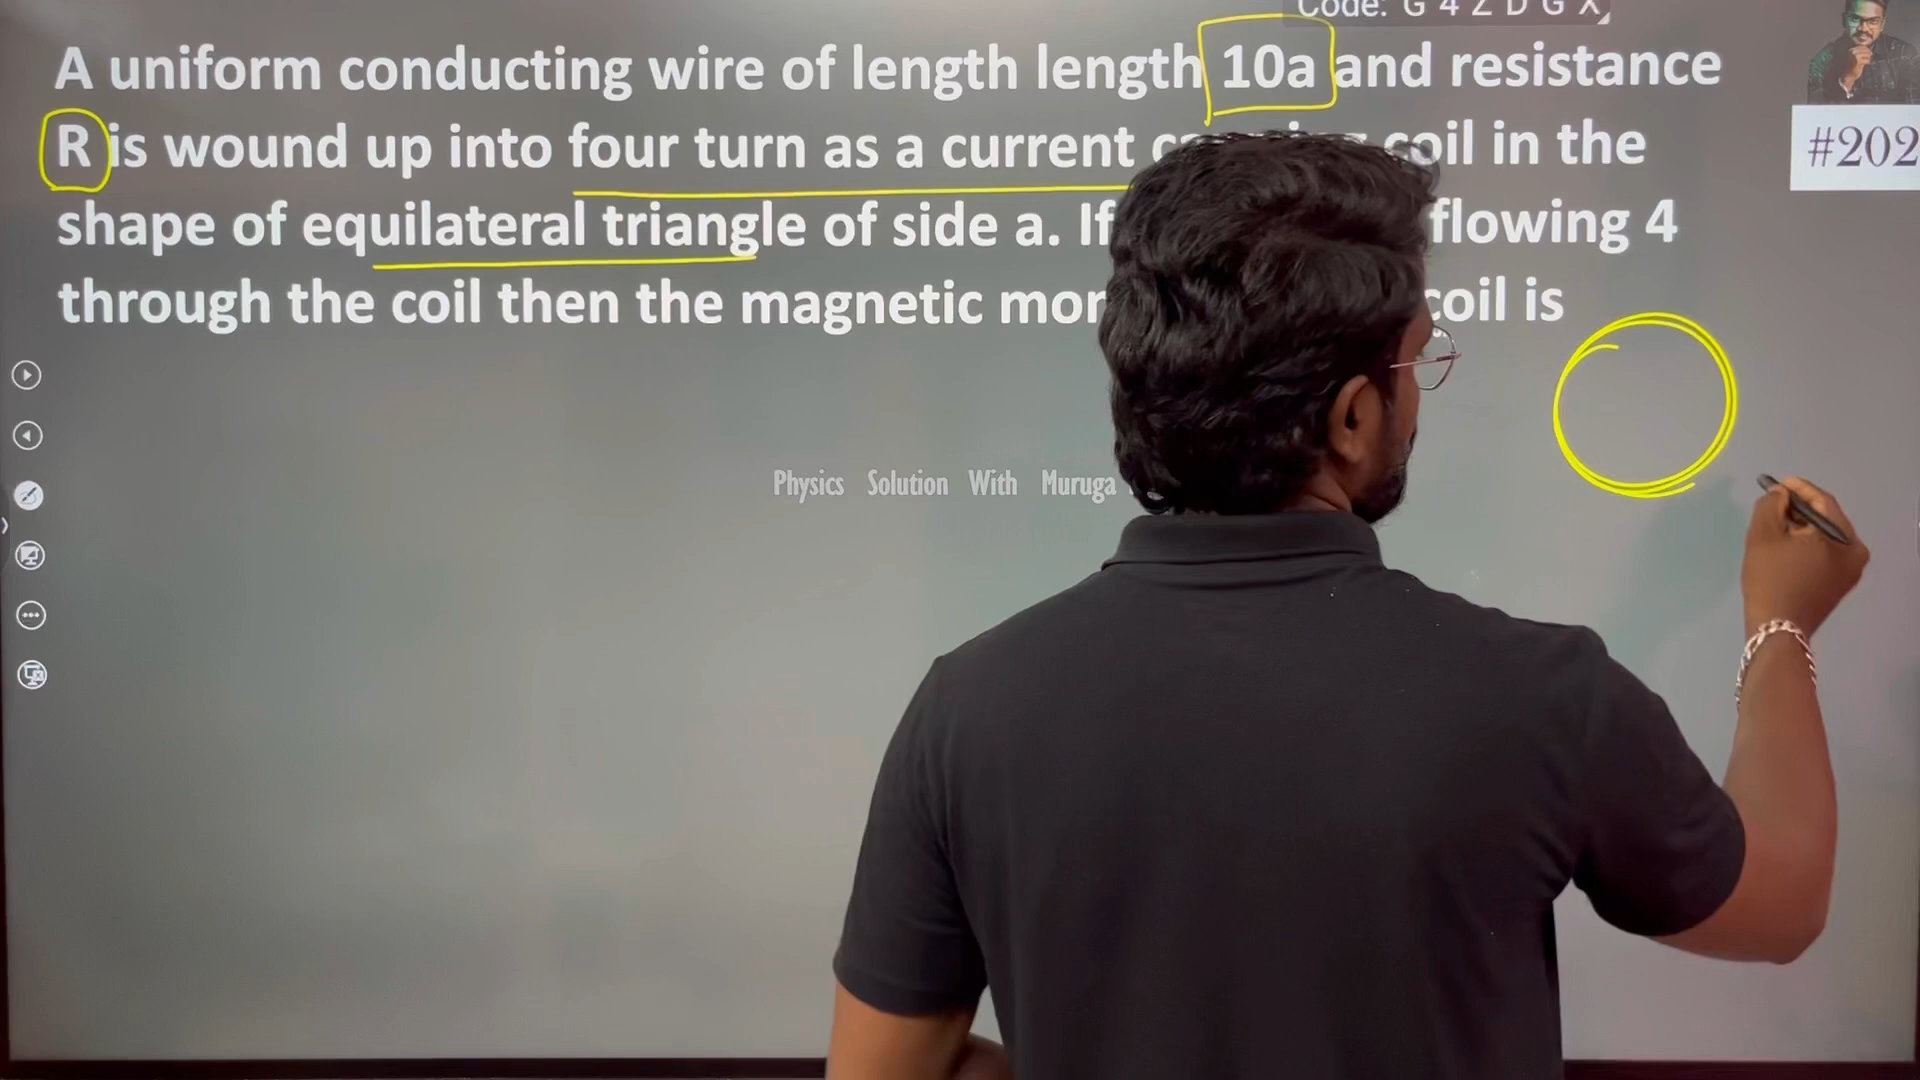 Code: G 4 Z D G X
A uniform conducting wire of length length 10a and resistance
R is wound up into four turn as a current coil in the
#202
shape of equilateral triangle of side a. If flowing 4
through the coil then the magnetic coil is
Physics Solution With Muruga